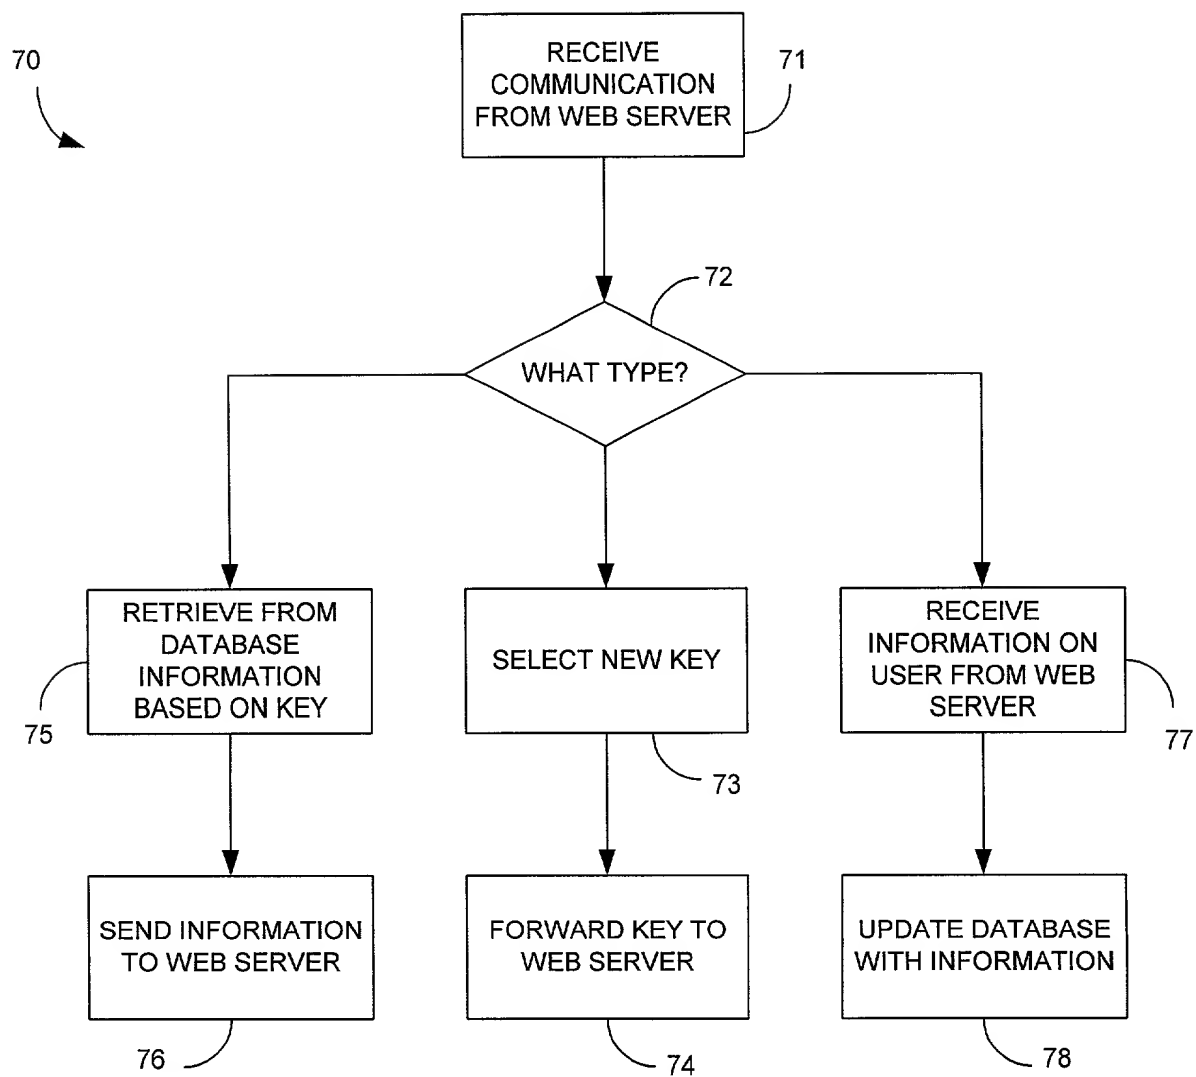 70
RECEIVE
COMMUNICATION
FROM WEB SERVER
71
72
WHAT TYPE?
RETRIEVE FROM
DATABASE
INFORMATION
BASED ON KEY
75
SELECT NEW KEY
73
RECEIVE
INFORMATION ON
USER FROM WEB
SERVER
77
SEND INFORMATION
TO WEB SERVER
76
FORWARD KEY TO
WEB SERVER
74
UPDATE DATABASE
WITH INFORMATION
78